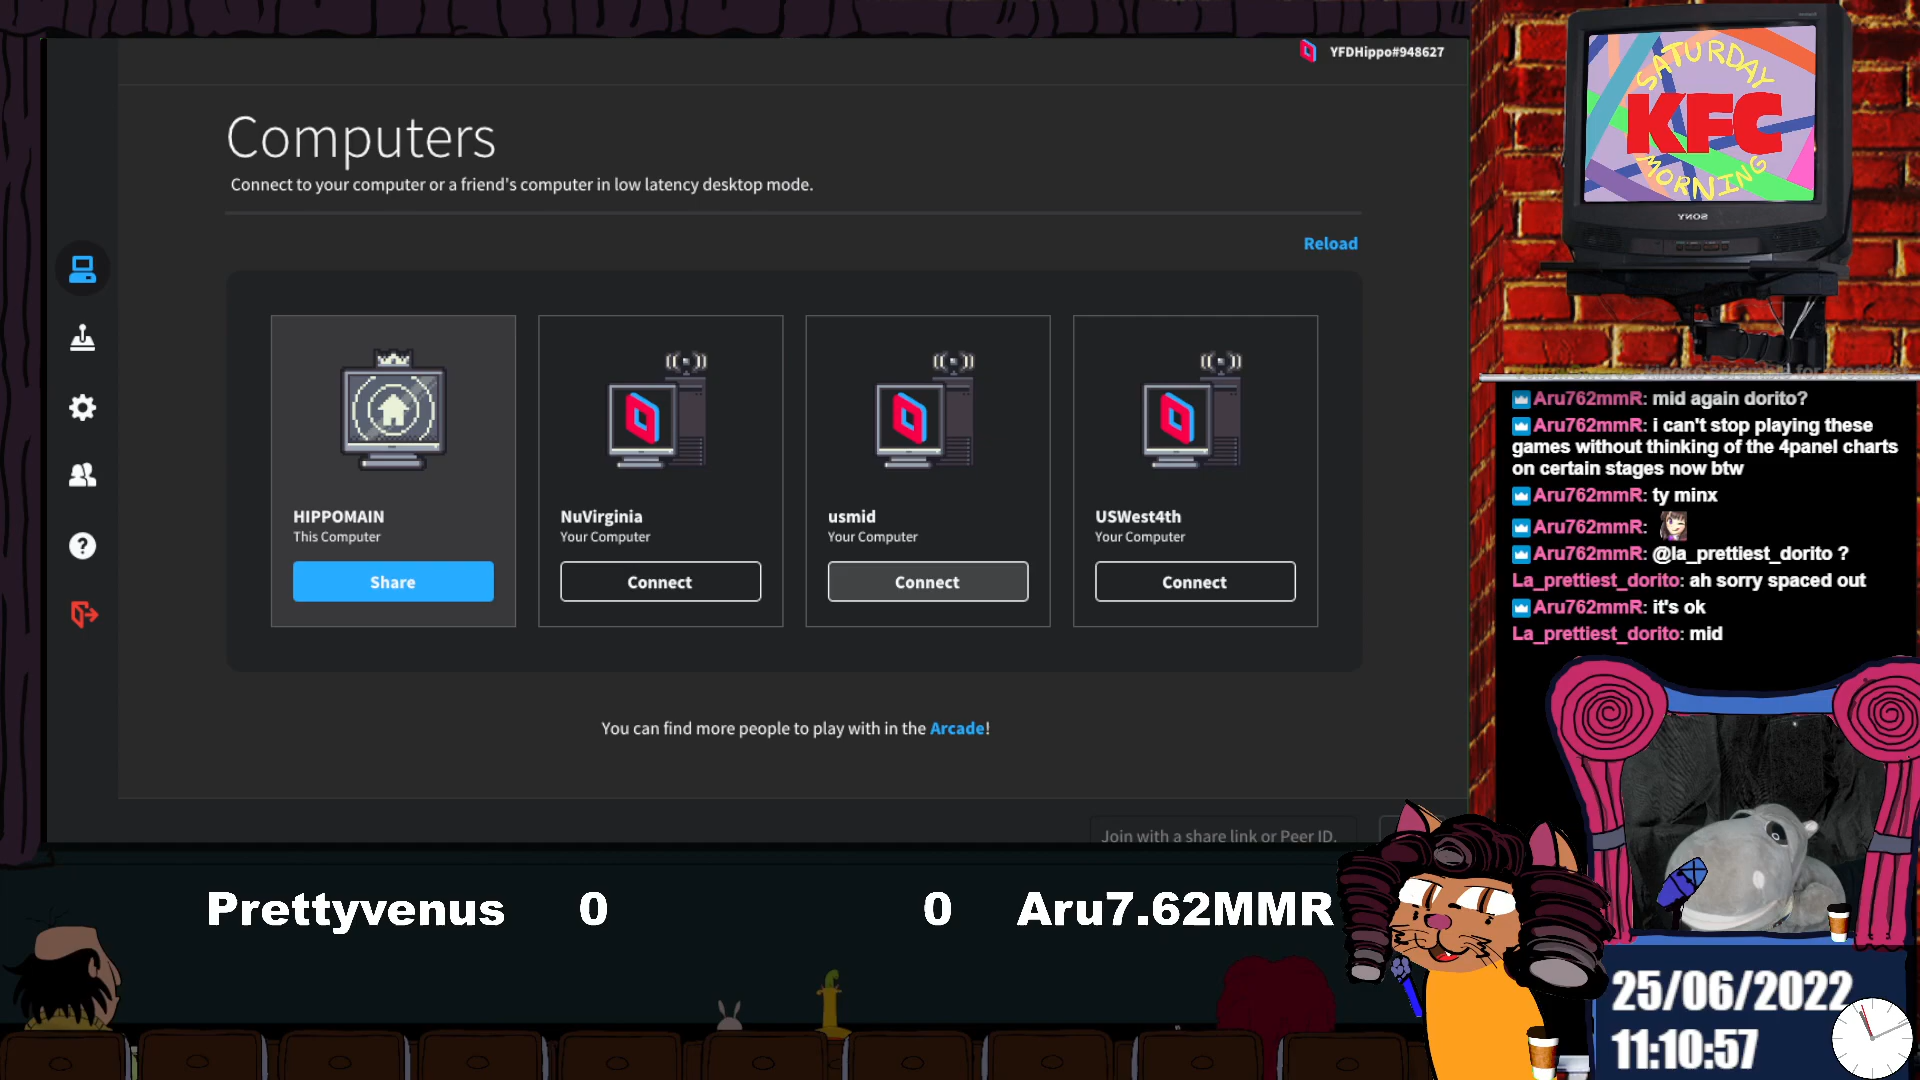 YFDHippo#948627
Computers
Connect to your computer or a friend's computer in low latency desktop mode.
Reload
HIPPOMAIN
This Computer
Share
NuVirginia
Your Computer
Connect
usmid
Your Computer
Connect
USWest4th
Your Computer
Connect
You can find more people to play with in the Arcade!
Join with a share link or Peer ID.
SATURDAY
KFC
MORNING
SONY
Aru762mmR: mid again dorito?
Aru762mmR: i can't stop playing these
games without thinking of the 4panel charts
on certain stages now btw
Aru762mmR: ty minx
Aru762mmR:
Aru762mmR: @la_prettiest_dorito ?
La_prettiest_dorito: ah sorry spaced out
Aru762mmR: it's ok
La_prettiest_dorito: mid
Prettyvenus 0
0 Aru7.62MMR
25/06/2022
11:10:57